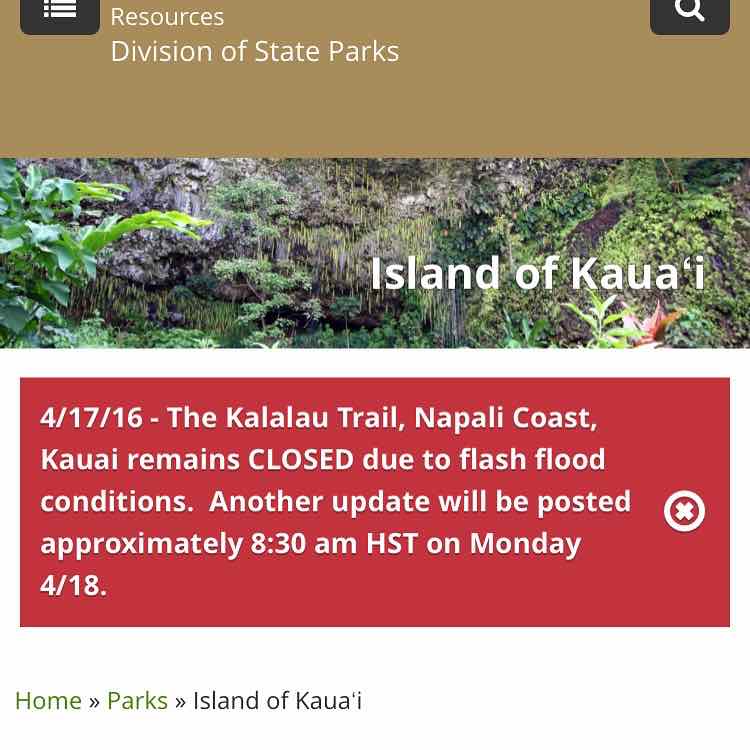 Resources
Division of State Parks
Island of Kauaʻi
4/17/16 - The Kalalau Trail, Napali Coast,
Kauai remains CLOSED due to flash flood
conditions.  Another update will be posted
approximately 8:30 am HST on Monday
4/18.
Home » Parks » Island of Kauaʻi